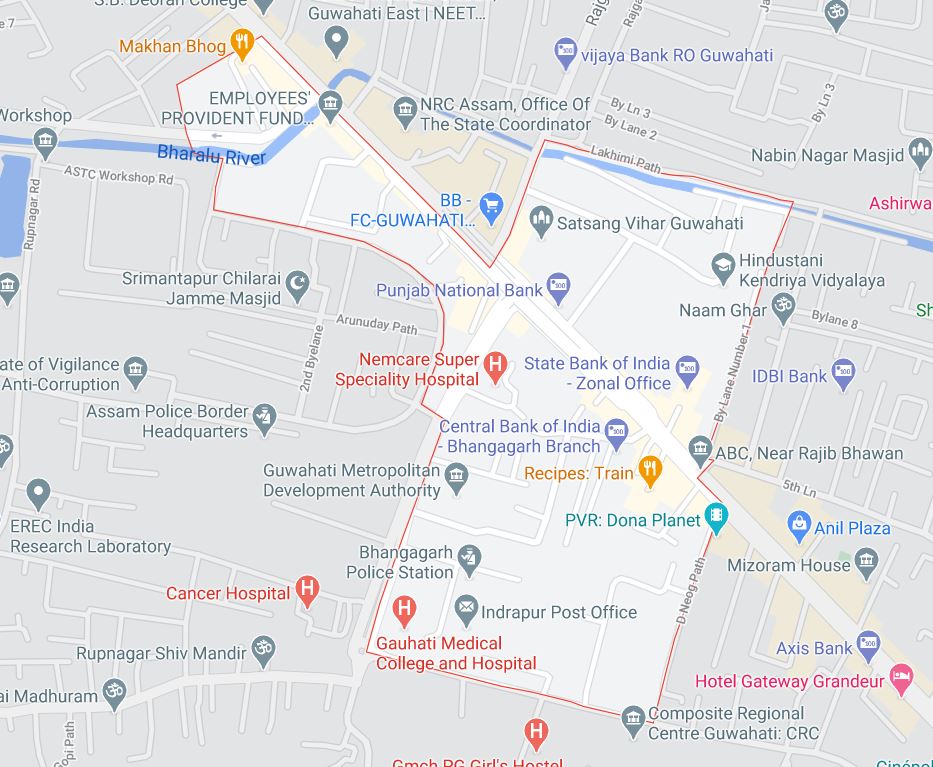 S.B. Deorah College
Guwahati East | NEET...
Makhan Bhog
vijaya Bank RO Guwahati
EMPLOYEES'
PROVIDENT FUND...
NRC Assam, Office Of
The State Coordinator
By Ln 3
By Lane 2
By Ln 3
Workshop
Bharalu River
ASTC Workshop Rd
Lakhimi Path
Nabin Nagar Masjid
Rupnagar Rd
BB -
FC-GUWAHATI...
Satsang Vihar Guwahati
Ashirwa
Srimantapur Chilarai
Jamme Masjid
Punjab National Bank
Hindustani
Kendriya Vidyalaya
Naam Ghar
Bylane 8
Sh
Arunuday Path
2nd Byelane
ate of Vigilance
Anti-Corruption
Nemcare Super
Speciality Hospital
State Bank of India
- Zonal Office
IDBI Bank
By Lane Number 1
Assam Police Border
Headquarters
Central Bank of India
- Bhangagarh Branch
ABC, Near Rajib Bhawan
Guwahati Metropolitan
Development Authority
Recipes: Train
5th Ln
EREC India
Research Laboratory
PVR: Dona Planet
Anil Plaza
Bhangagarh
Police Station
Mizoram House
Cancer Hospital
Indrapur Post Office
D Neog Path
Gauhati Medical
College and Hospital
Rupnagar Shiv Mandir
Axis Bank
Hotel Gateway Grandeur
ai Madhuram
Gopi Path
Composite Regional
Centre Guwahati: CRC
Gmch PG Girl's Hostel
Cinépol